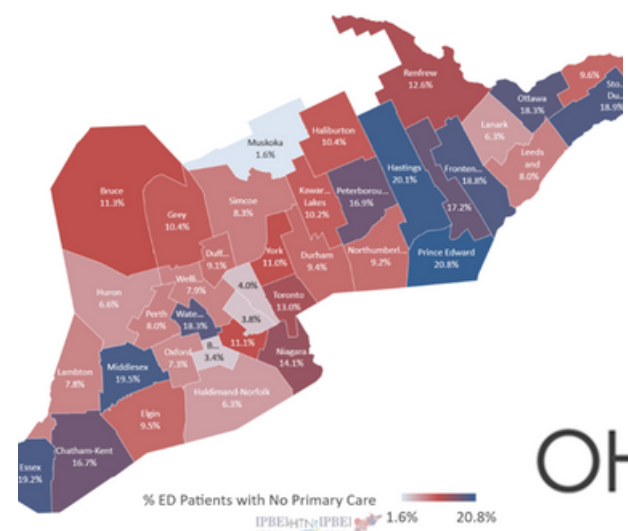 Renfrew
12.6%
9.6%
Sto...
Du...
18.9%
Ottawa
18.3%
Lanark
6.3%
Leeds
and
8.0%
Muskoka
1.6%
Haliburton
10.4%
Hastings
20.1%
Fronten...
18.8%
17.2%
Peterborou...
16.9%
Kawar...
Lakes
10.2%
Bruce
11.3%
Grey
10.4%
Simcoe
8.3%
York
11.0%
Durham
9.4%
Northumberl...
9.2%
Prince Edward
20.8%
Duff...
9.1%
4.0%
Huron
6.6%
Welli...
7.9%
Toronto
13.0%
3.8%
Perth
8.0%
Wate...
18.3%
11.1%
Niagara
14.1%
B...
3.4%
Oxford
7.3%
Lambton
7.8%
Middlesex
19.5%
Haldimand-Norfolk
6.3%
Elgin
9.5%
Chatham-Kent
16.7%
Essex
19.2%
OH
% ED Patients with No Primary Care
1.6%
20.8%